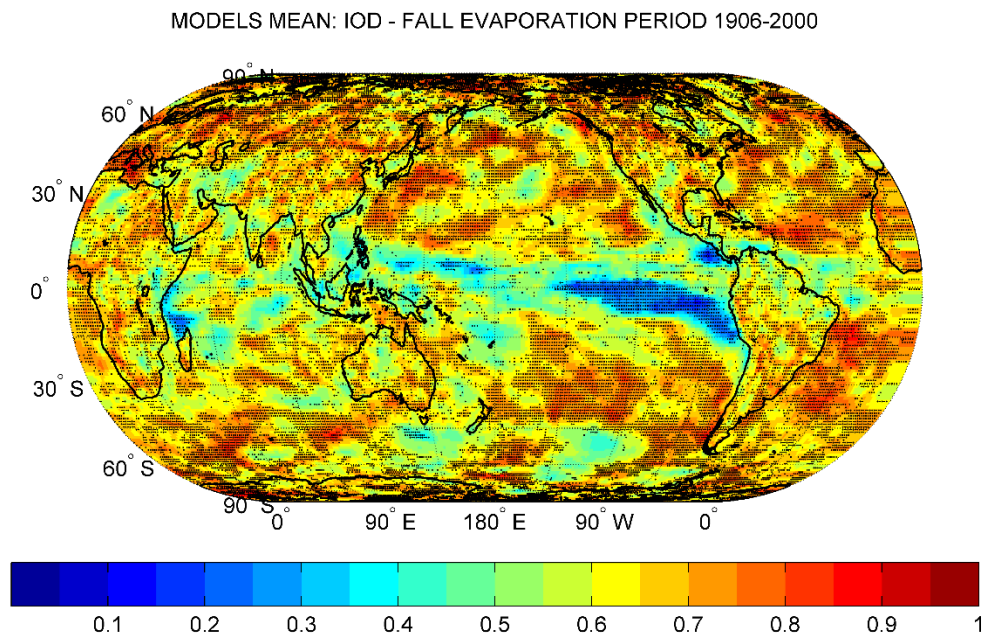 MODELS MEAN: IOD - FALL EVAPORATION PERIOD 1906-2000
90° N
60° N
30° N
0°
30° S
60° S
90° S
0° 90° E 180° E 90° W 0°
0.1 0.2 0.3 0.4 0.5 0.6 0.7 0.8 0.9 1